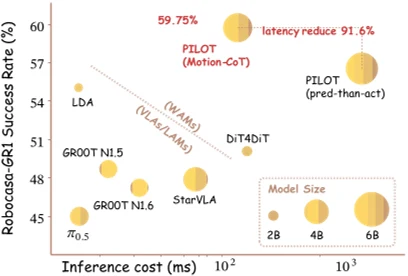 Robocasa-GR1 Success Rate (%)
60
57
54
51
48
45
59.75%
latency reduce 91.6%
PILOT
(Motion-CoT)
PILOT
(pred-than-act)
LDA
(WAMs)
(VLAs/LAMs)
DiT4DiT
GR00T N1.5
GR00T N1.6
StarVLA
π0.5
Model Size
2B
4B
6B
10²
10³
Inference cost (ms)